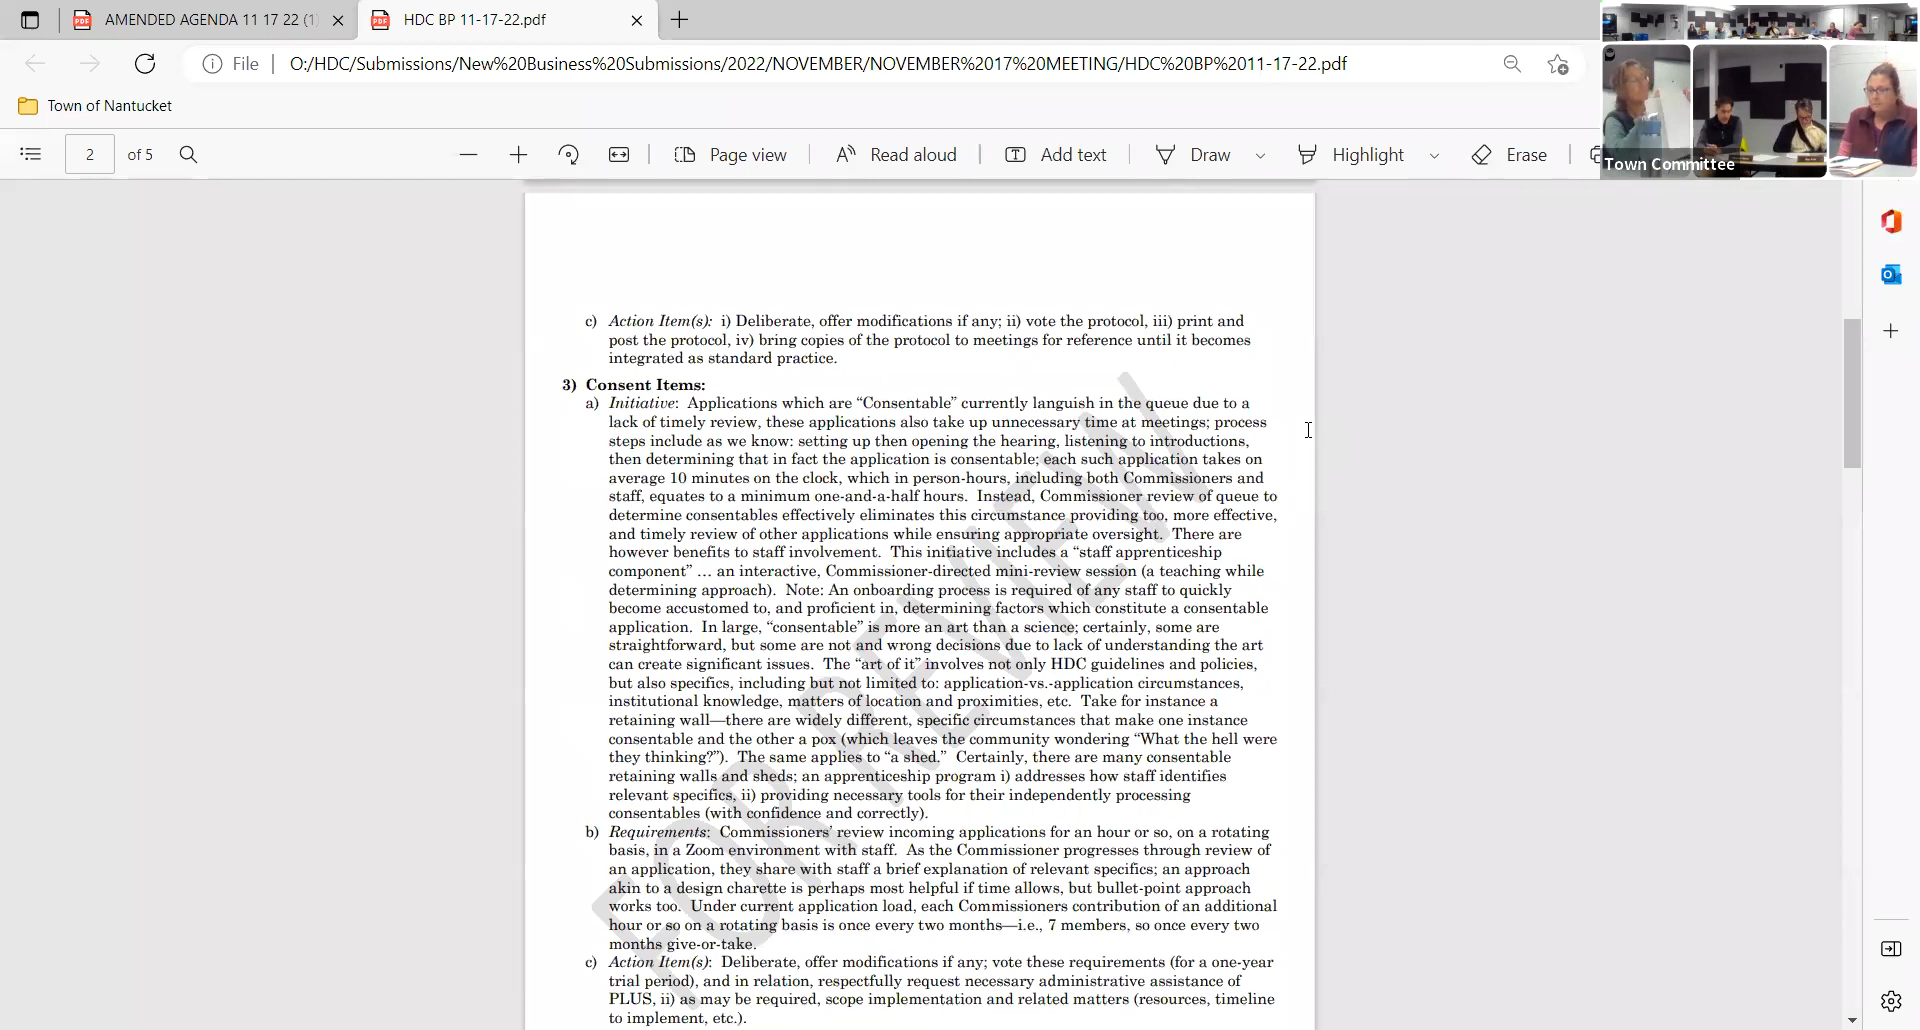 AMENDED AGENDA 11 17 22 (1)
HDC BP 11-17-22.pdf
File
O:/HDC/Submissions/New%20Business%20Submissions/2022/NOVEMBER/NOVEMBER%2017%20MEETING/HDC%20BP%2011-17-22.pdf
Town of Nantucket
2 of 5
Page view
Read aloud
Add text
Draw
Highlight
Erase
Town Committee
c) Action Item(s): i) Deliberate, offer modifications if any; ii) vote the protocol, iii) print and
post the protocol, iv) bring copies of the protocol to meetings for reference until it becomes
integrated as standard practice.
3) Consent Items:
a) Initiative: Applications which are “Consentable” currently languish in the queue due to a
lack of timely review, these applications also take up unnecessary time at meetings; process
steps include as we know: setting up then opening the hearing, listening to introductions,
then determining that in fact the application is consentable; each such application takes on
average 10 minutes on the clock, which in person-hours, including both Commissioners and
staff, equates to a minimum one-and-a-half hours. Instead, Commissioner review of queue to
determine consentables effectively eliminates this circumstance providing too, more effective,
and timely review of other applications while ensuring appropriate oversight. There are
however benefits to staff involvement. This initiative includes a “staff apprenticeship
component” … an interactive, Commissioner-directed mini-review session (a teaching while
determining approach). Note: An onboarding process is required of any staff to quickly
become accustomed to, and proficient in, determining factors which constitute a consentable
application. In large, “consentable” is more an art than a science; certainly, some are
straightforward, but some are not and wrong decisions due to lack of understanding the art
can create significant issues. The “art of it” involves not only HDC guidelines and policies,
but also specifics, including but not limited to: application-vs.-application circumstances,
institutional knowledge, matters of location and proximities, etc. Take for instance a
retaining wall—there are widely different, specific circumstances that make one instance
consentable and the other a pox (which leaves the community wondering “What the hell were
they thinking?”). The same applies to “a shed.” Certainly, there are many consentable
retaining walls and sheds; an apprenticeship program i) addresses how staff identifies
relevant specifics, ii) providing necessary tools for their independently processing
consentables (with confidence and correctly).
b) Requirements: Commissioners’ review incoming applications for an hour or so, on a rotating
basis, in a Zoom environment with staff. As the Commissioner progresses through review of
an application, they share with staff a brief explanation of relevant specifics; an approach
akin to a design charette is perhaps most helpful if time allows, but bullet-point approach
works too. Under current application load, each Commissioners contribution of an additional
hour or so on a rotating basis is once every two months—i.e., 7 members, so once every two
months give-or-take.
c) Action Item(s): Deliberate, offer modifications if any; vote these requirements (for a one-year
trial period), and in relation, respectfully request necessary administrative assistance of
PLUS, ii) as may be required, scope implementation and related matters (resources, timeline
to implement, etc.).
FOR REVIEW